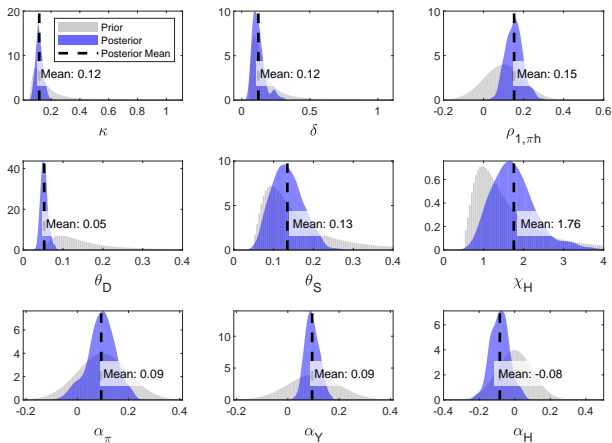 20
10
0
Prior
Posterior
Posterior Mean
Mean: 0.12
0.2 0.6 1
κ
10
5
0
Mean: 0.12
0 0.5 1
δ
10
5
0
Mean: 0.15
-0.2 0 0.2 0.4 0.6
ρ1,πh
40
20
0
Mean: 0.05
0 0.1 0.2 0.3 0.4
θD
10
5
0
Mean: 0.13
0 0.1 0.2 0.3 0.4
θS
0.6
0.4
0.2
0
Mean: 1.76
1 2 3 4
χH
6
4
2
0
Mean: 0.09
-0.2 0 0.2 0.4
απ
10
5
0
Mean: 0.09
-0.2 0 0.2 0.4
αY
6
4
2
0
Mean: -0.08
-0.4 -0.2 0 0.2 0.4
αH